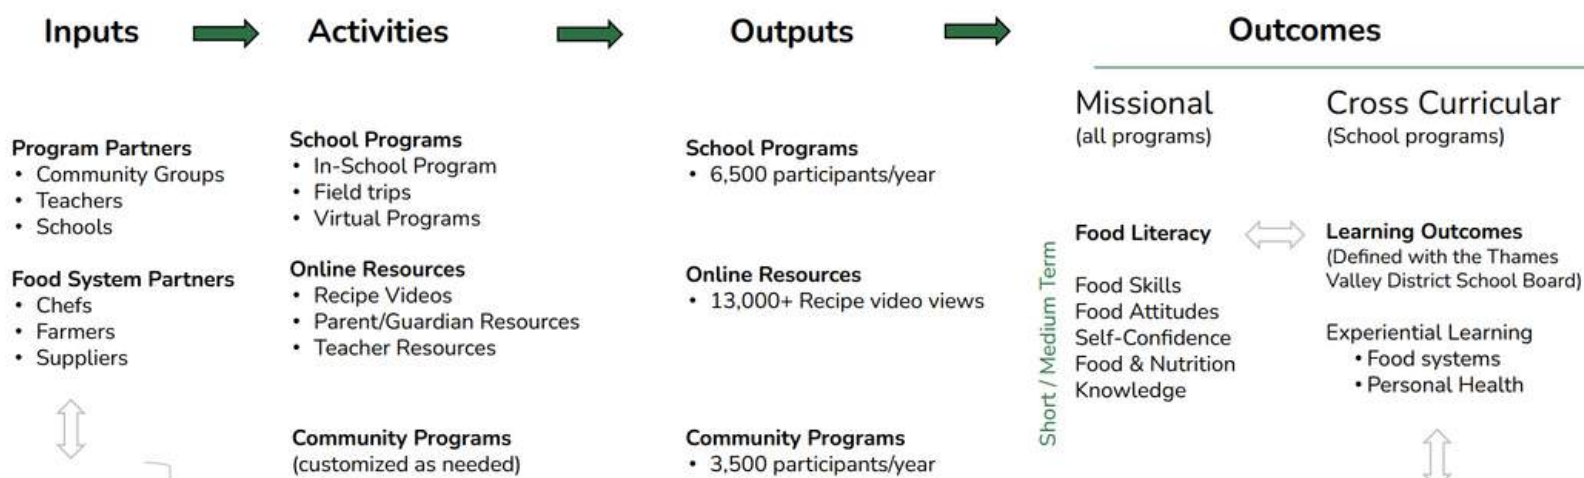 Inputs
Activities
Outputs
Outcomes
Missional
(all programs)
Cross Curricular
(School programs)
Program Partners
• Community Groups
• Teachers
• Schools
Food System Partners
• Chefs
• Farmers
• Suppliers
School Programs
• In-School Program
• Field trips
• Virtual Programs
Online Resources
• Recipe Videos
• Parent/Guardian Resources
• Teacher Resources
Community Programs
(customized as needed)
School Programs
• 6,500 participants/year
Online Resources
• 13,000+ Recipe video views
Community Programs
• 3,500 participants/year
Short / Medium Term
Food Literacy
Food Skills
Food Attitudes
Self-Confidence
Food & Nutrition
Knowledge
Learning Outcomes
(Defined with the Thames
Valley District School Board)
Experiential Learning
• Food systems
• Personal Health